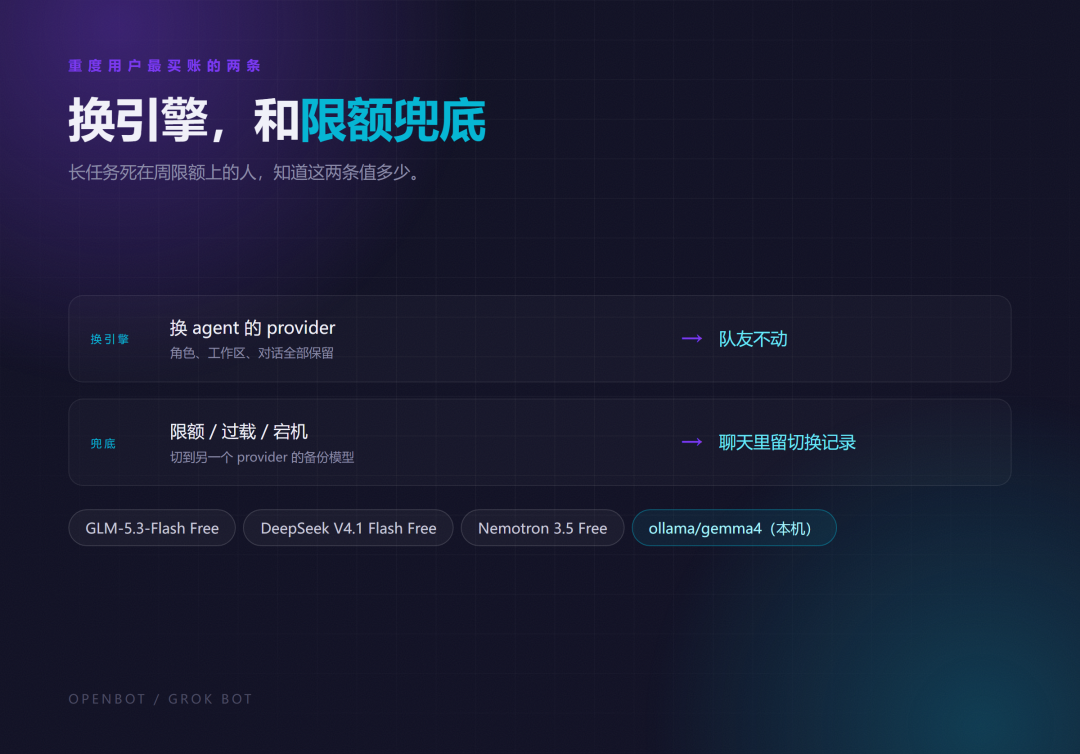 重度用户最买账的两条
换引擎，和限额兜底
长任务死在周限额上的人，知道这两条值多少。
换引擎
换 agent 的 provider
角色、工作区、对话全部保留
→ 队友不动
兜底
限额 / 过载 / 宕机
切到另一个 provider 的备份模型
→ 聊天里留切换记录
GLM-5.3-Flash Free
DeepSeek V4.1 Flash Free
Nemotron 3.5 Free
ollama/gemma4（本机）
OPENBOT / GROK BOT